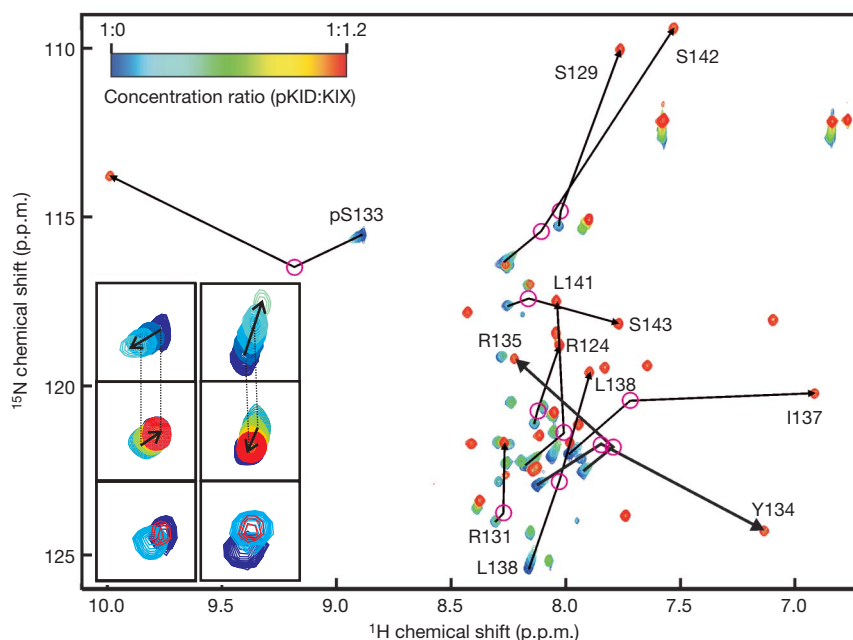 1:0 1:1.2
Concentration ratio (pKID:KIX)
S129
S142
pS133
L141
S143
R135
R124
L138
I137
Y134
R131
L138
110
115
120
125
¹⁵N chemical shift (p.p.m.)
10.0 9.5 9.0 8.5 8.0 7.5 7.0
¹H chemical shift (p.p.m.)